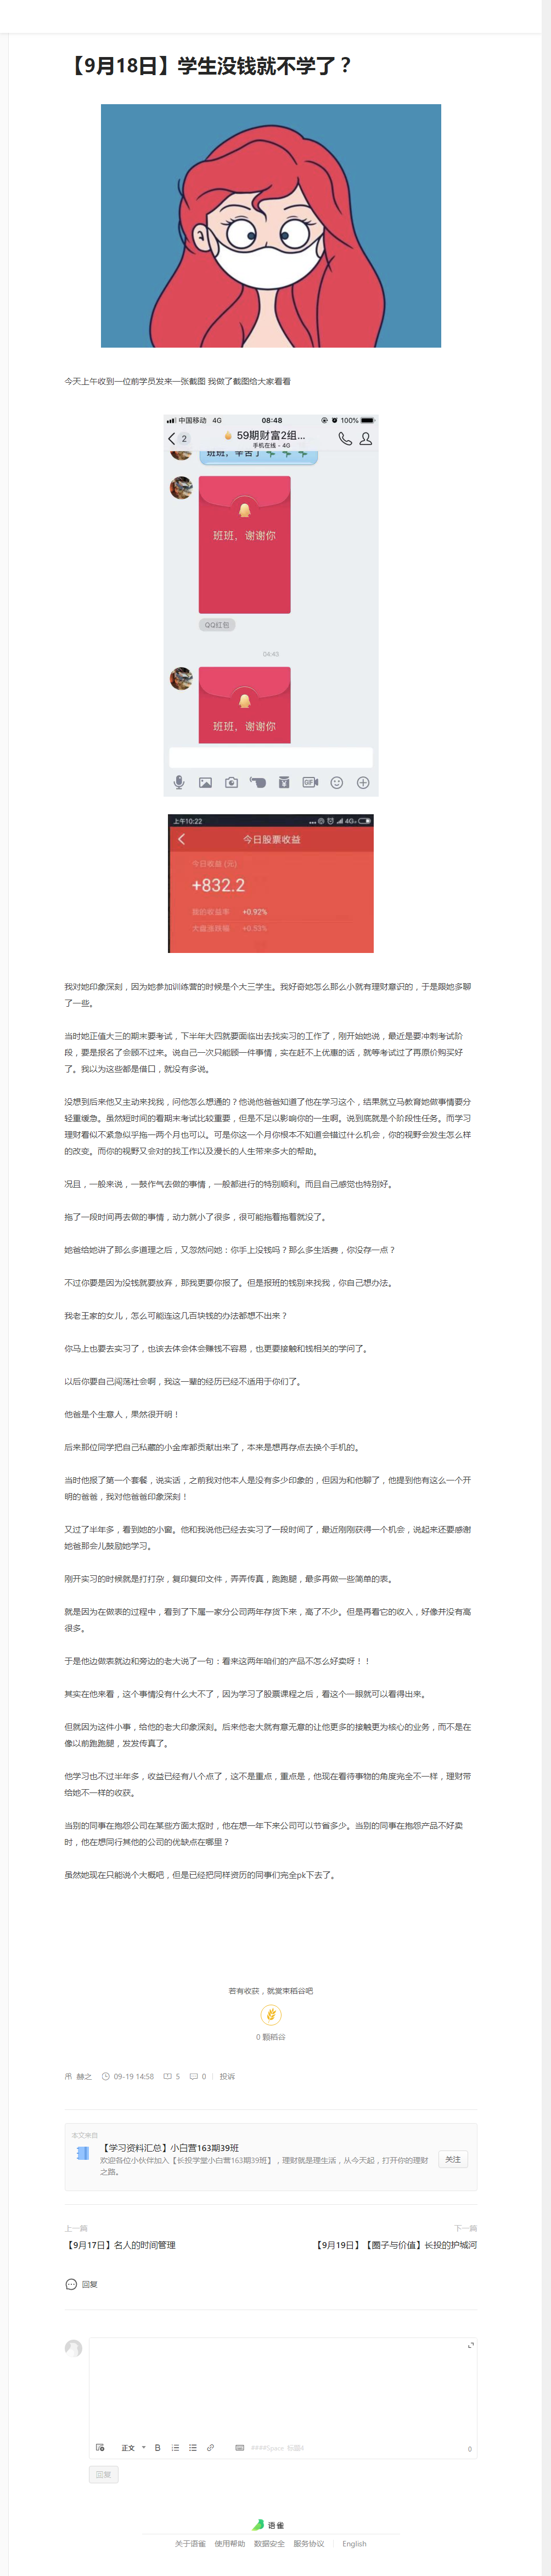 【9月18日】学生没钱就不学了？
今天上午收到一位前学员发来一张截图 我做了截图给大家看看
中国移动 4G 08:48 100%
2 59期财富2组...
手机在线 - 4G
班班，辛苦了
班班，谢谢你
QQ红包
04:43
班班，谢谢你
GIF
上午10:22 4G
今日股票收益
今日收益 (元)
+832.2
我的收益率 +0.92%
大盘涨跌幅 +0.53%
我对她印象深刻，因为她参加训练营的时候是个大三学生。我好奇她怎么那么小就有理财意识的，于是跟她多聊
了一些。
当时她正值大三的期末要考试，下半年大四就要面临出去找实习的工作了，刚开始她说，最近是要冲刺考试阶
段，要是报名了会顾不过来。说自己一次只能顾一件事情，实在赶不上优惠的话，就等考试过了再原价购买好
了。我以为这些都是借口，就没有多说。
没想到后来他又主动来找我，问他怎么想通的？他说他爸爸知道了他在学习这个，结果就立马教育她做事情要分
轻重缓急。虽然短时间的看期末考试比较重要，但是不足以影响你的一生啊。说到底就是个阶段性任务。而学习
理财看似不紧急似乎拖一两个月也可以。可是你这一个月你根本不知道会错过什么机会，你的视野会发生怎么样
的改变。而你的视野又会对的找工作以及漫长的人生带来多大的帮助。
况且，一般来说，一鼓作气去做的事情，一般都进行的特别顺利。而且自己感觉也特别好。
拖了一段时间再去做的事情，动力就小了很多，很可能拖着拖着就没了。
她爸给她讲了那么多道理之后，又忽然问她：你手上没钱吗？那么多生活费，你没存一点？
不过你要是因为没钱就要放弃，那我更要你报了。但是报班的钱别来找我，你自己想办法。
我老王家的女儿，怎么可能连这几百块钱的办法都想不出来？
你马上也要去实习了，也该去体会体会赚钱不容易，也更要接触和钱相关的学问了。
以后你要自己闯荡社会啊，我这一辈的经历已经不适用于你们了。
他爸是个生意人，果然很开明！
后来那位同学把自己私藏的小金库都贡献出来了，本来是想再存点去换个手机的。
当时他报了第一个套餐，说实话，之前我对他本人是没有多少印象的，但因为和他聊了，他提到他有这么一个开
明的爸爸，我对他爸爸印象深刻！
又过了半年多，看到她的小窗。他和我说他已经去实习了一段时间了，最近刚刚获得一个机会，说起来还要感谢
她爸那会儿鼓励她学习。
刚开实习的时候就是打打杂，复印复印文件，弄弄传真，跑跑腿，最多再做一些简单的表。
就是因为在做表的过程中，看到了下属一家分公司两年存货下来，高了不少。但是再看它的收入，好像并没有高
很多。
于是他边做表就边和旁边的老大说了一句：看来这两年咱们的产品不怎么好卖呀！！
其实在他来看，这个事情没有什么大不了，因为学习了股票课程之后，看这个一眼就可以看得出来。
但就因为这件小事，给他的老大印象深刻。后来他老大就有意无意的让他更多的接触更为核心的业务，而不是在
像以前跑跑腿，发发传真了。
他学习也不过半年多，收益已经有八个点了，这不是重点，重点是，他现在看待事物的角度完全不一样，理财带
给她不一样的收获。
当别的同事在抱怨公司在某些方面太抠时，他在想一年下来公司可以节省多少。当别的同事在抱怨产品不好卖
时，他在想同行其他的公司的优缺点在哪里？
虽然她现在只能说个大概吧，但是已经把同样资历的同事们完全pk下去了。
若有收获，就赏束稻谷吧
0 颗稻谷
赫之 09-19 14:58 5 0 投诉
本文来自
【学习资料汇总】小白营163期39班
欢迎各位小伙伴加入【长投学堂小白营163期39班】，理财就是理生活，从今天起，打开你的理财
之路。
关注
上一篇 下一篇
【9月17日】名人的时间管理 【9月19日】【圈子与价值】长投的护城河
回复
正文 B ####Space 标题4 0
回复
语雀
关于语雀 使用帮助 数据安全 服务协议 English